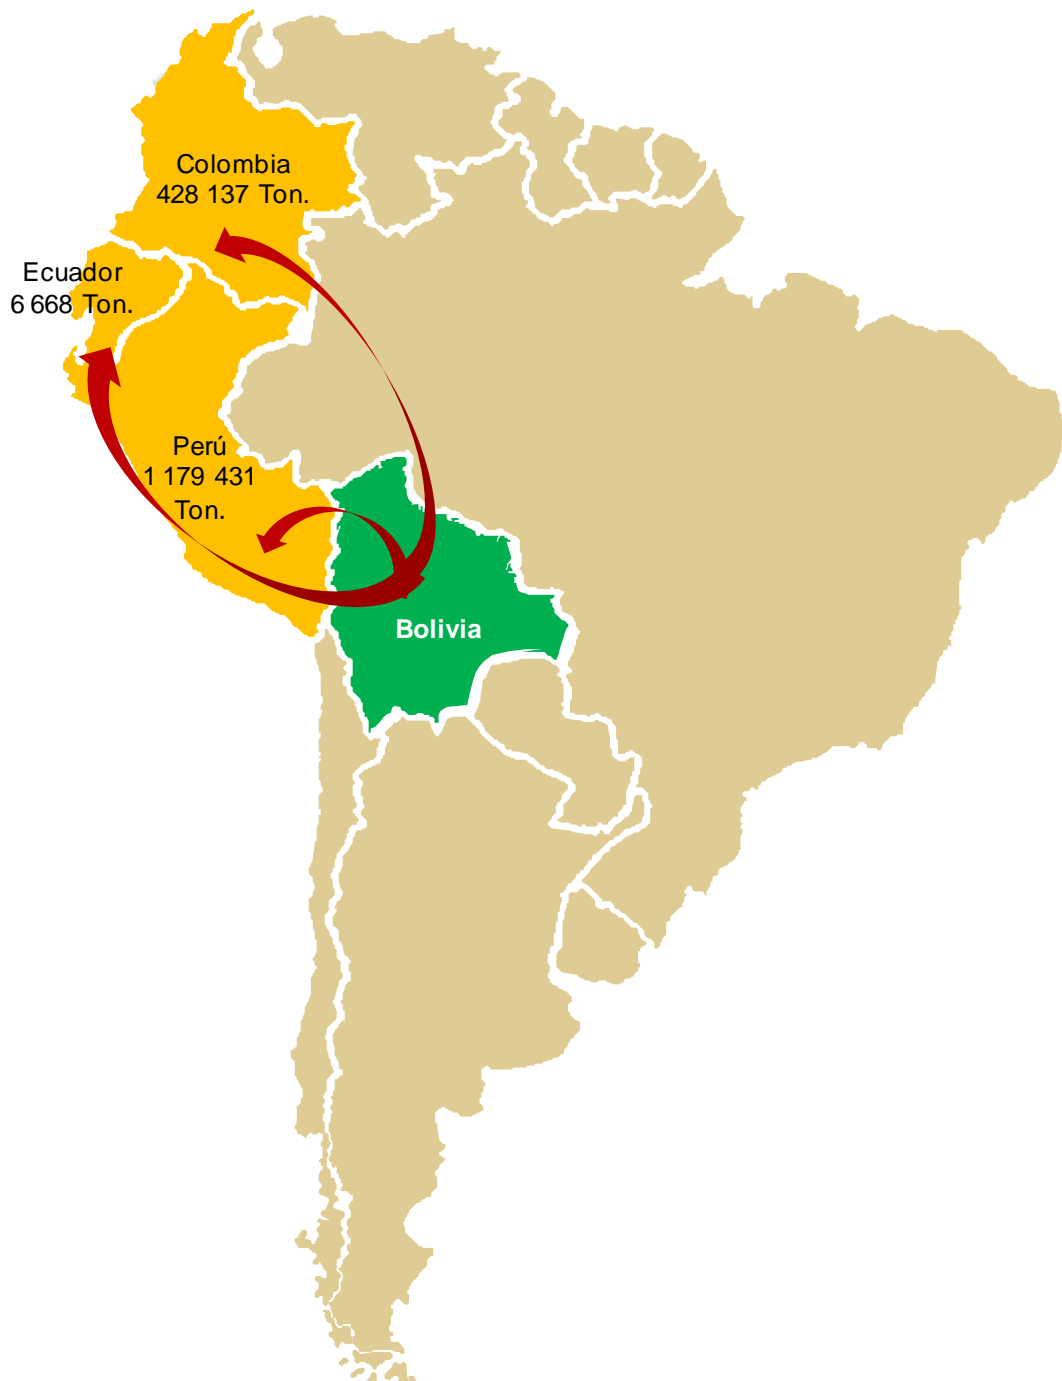 Colombia
428 137 Ton.
Ecuador
6 668 Ton.
Perú
1 179 431
Ton.
Bolivia